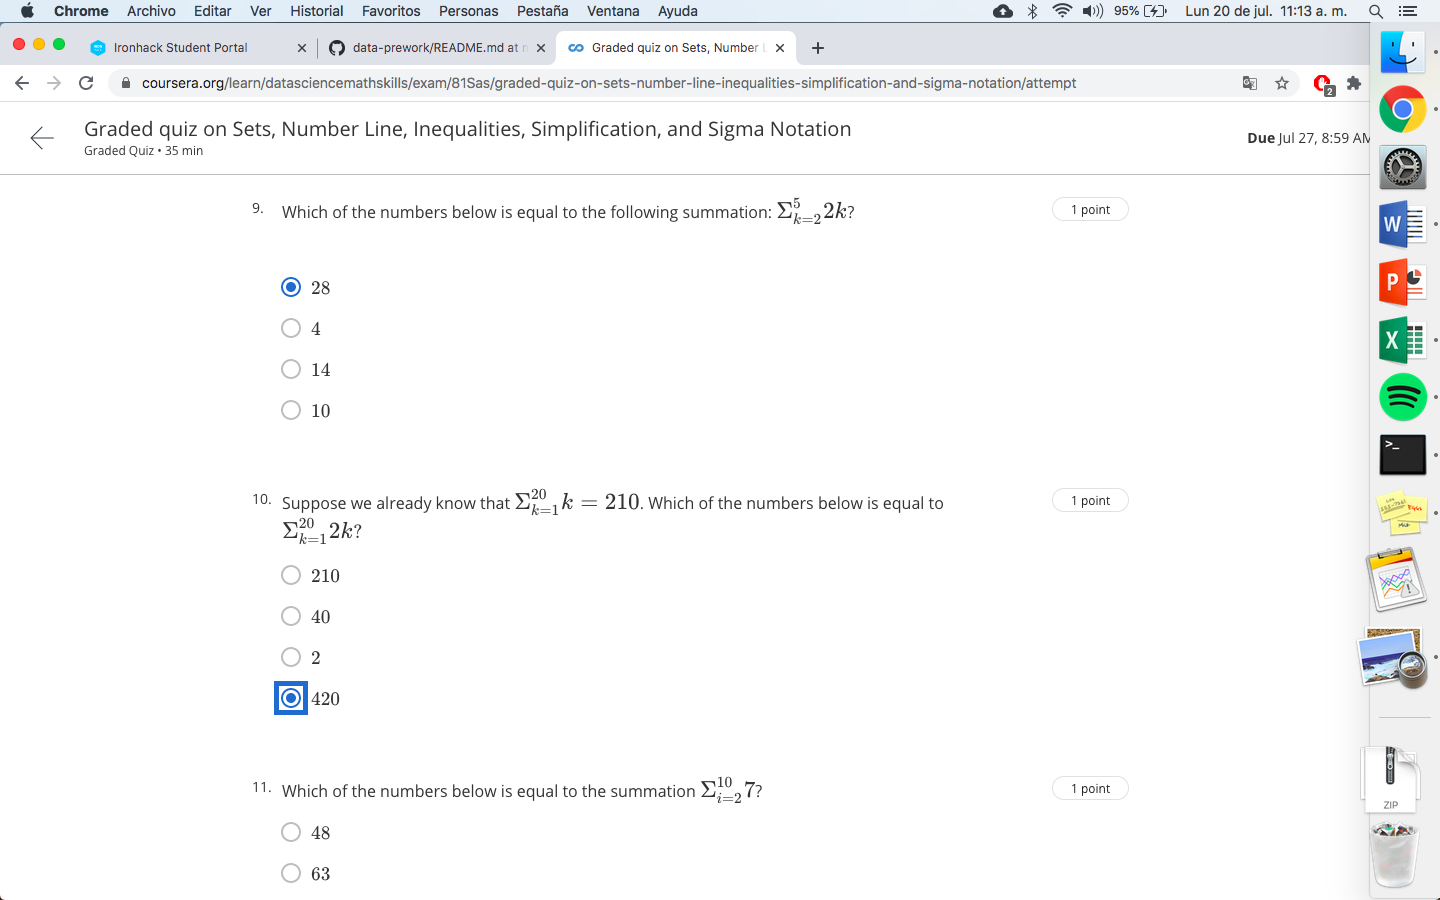 Chrome Archivo Editar Ver Historial Favoritos Personas Pestaña Ventana Ayuda 95% Lun 20 de jul. 11:13 a. m.
Ironhack Student Portal data-prework/README.md at Graded quiz on Sets, Number
coursera.org/learn/datasciencemathskills/exam/81Sas/graded-quiz-on-sets-number-line-inequalities-simplification-and-sigma-notation/attempt 2
Graded quiz on Sets, Number Line, Inequalities, Simplification, and Sigma Notation
Graded Quiz • 35 min
Due Jul 27, 8:59 AM
9. Which of the numbers below is equal to the following summation: Σ_{k=2}^{5} 2k? 1 point
28
4
14
10
10. Suppose we already know that Σ_{k=1}^{20} k = 210. Which of the numbers below is equal to 1 point
Σ_{k=1}^{20} 2k?
210
40
2
420
11. Which of the numbers below is equal to the summation Σ_{i=2}^{10} 7? 1 point
48
63
W
P
X
>_
ZIP